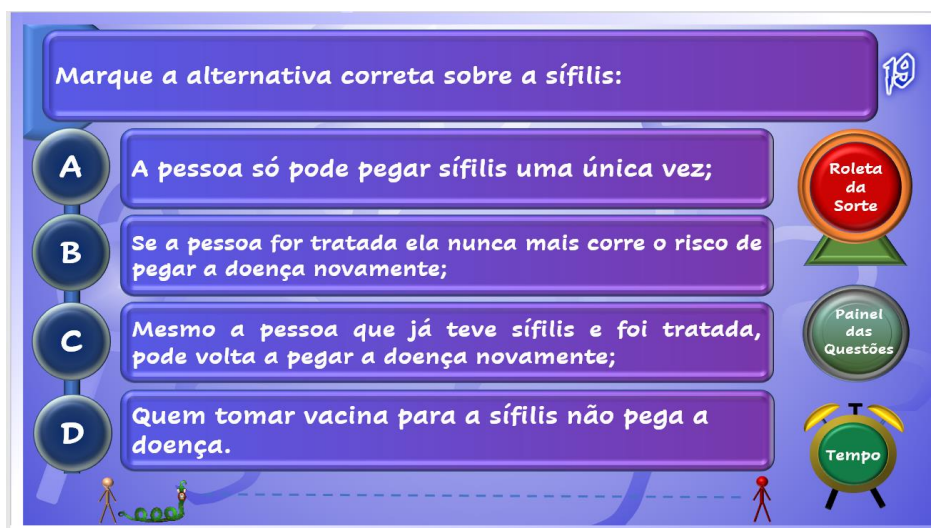 Marque a alternativa correta sobre a sífilis:
19
A
A pessoa só pode pegar sífilis uma única vez;
B
Se a pessoa for tratada ela nunca mais corre o risco de
pegar a doença novamente;
C
Mesmo a pessoa que já teve sífilis e foi tratada,
pode volta a pegar a doença novamente;
D
Quem tomar vacina para a sífilis não pega a
doença.
Roleta
da
Sorte
Painel
das
Questões
Tempo